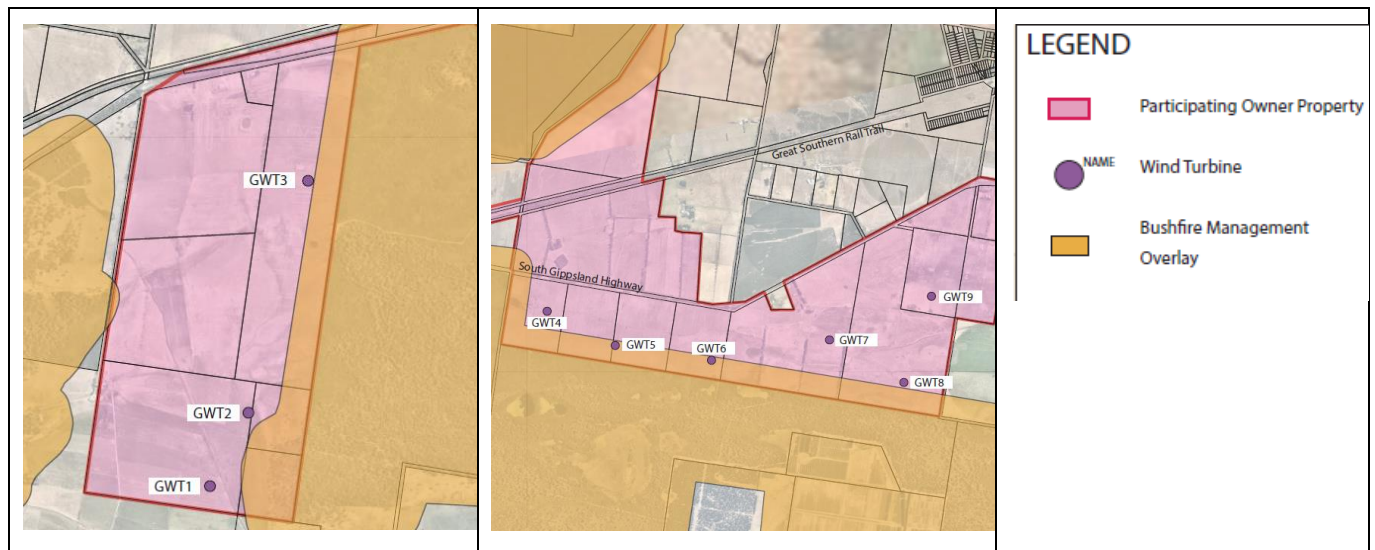 GWT3
GWT2
GWT1
Great Southern Rail Trail
South Gippsland Highway
GWT9
GWT4
GWT5
GWT6
GWT7
GWT8
LEGEND
Participating Owner Property
NAME
Wind Turbine
Bushfire Management
Overlay